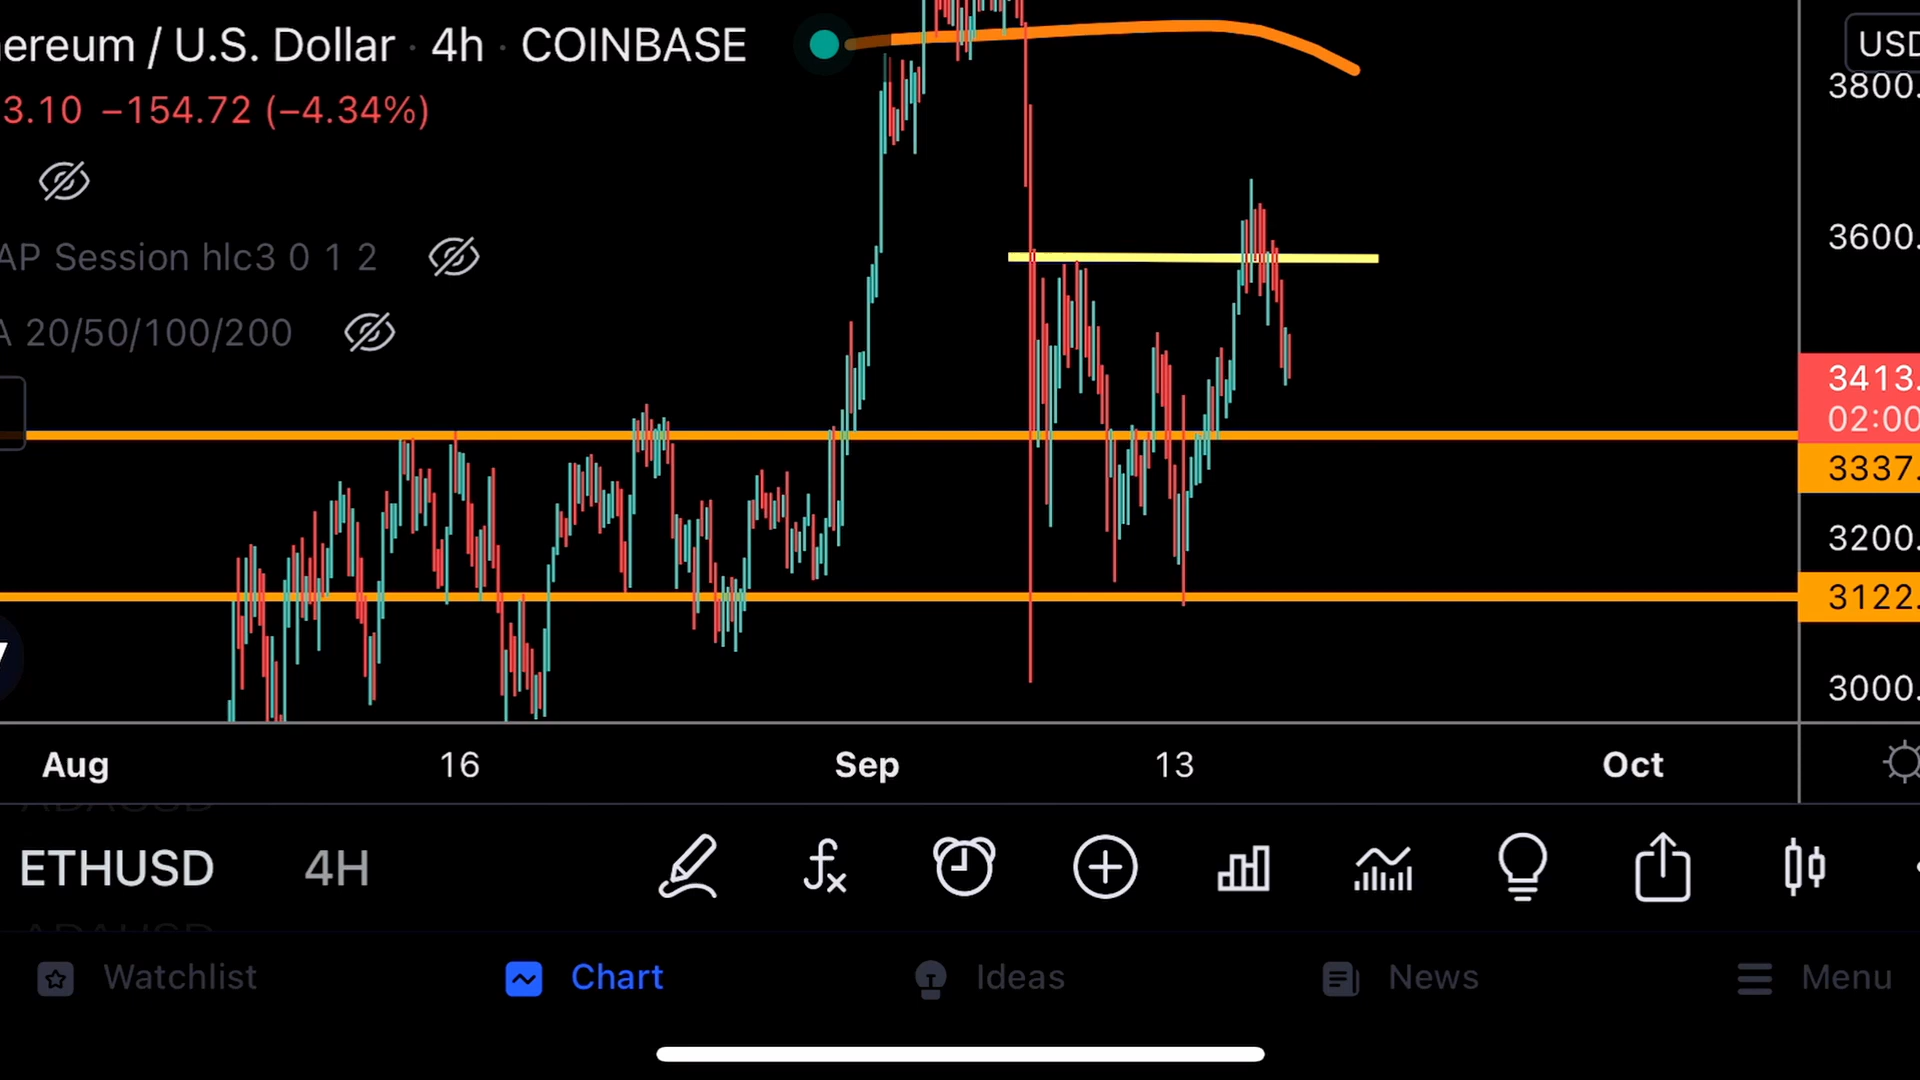 ereum / U.S. Dollar · 4h · COINBASE
3.10 −154.72 (−4.34%)
AP Session hlc3 0 1 2
A 20/50/100/200
USD
3800.
3600.
3413.
02:00
3337.
3200.
3122.
3000.
Aug 16 Sep 13 Oct
ADAUSD
ETHUSD 4H
ADAUSD
Watchlist Chart Ideas News Menu